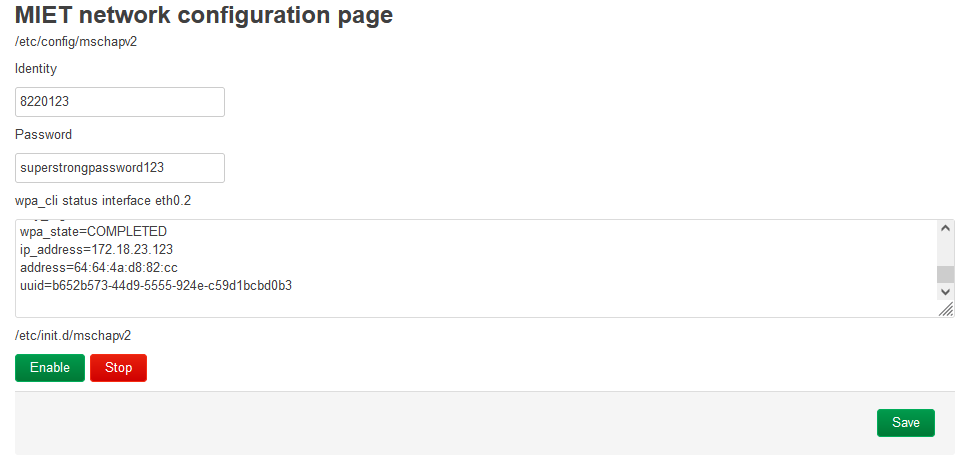 MIET network configuration page
/etc/config/mschapv2
Identity
8220123
Password
superstrongpassword123
wpa_cli status interface eth0.2
wpa_state=COMPLETED
ip_address=172.18.23.123
address=64:64:4a:d8:82:cc
uuid=b652b573-44d9-5555-924e-c59d1bcbd0b3
/etc/init.d/mschapv2
Enable Stop
Save